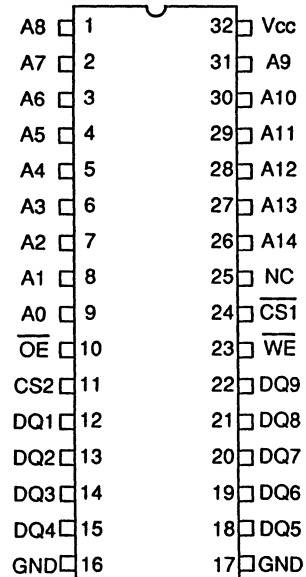 A8 1 32 Vcc
A7 2 31 A9
A6 3 30 A10
A5 4 29 A11
A4 5 28 A12
A3 6 27 A13
A2 7 26 A14
A1 8 25 NC
A0 9 24 CS1
OE 10 23 WE
CS2 11 22 DQ9
DQ1 12 21 DQ8
DQ2 13 20 DQ7
DQ3 14 19 DQ6
DQ4 15 18 DQ5
GND 16 17 GND